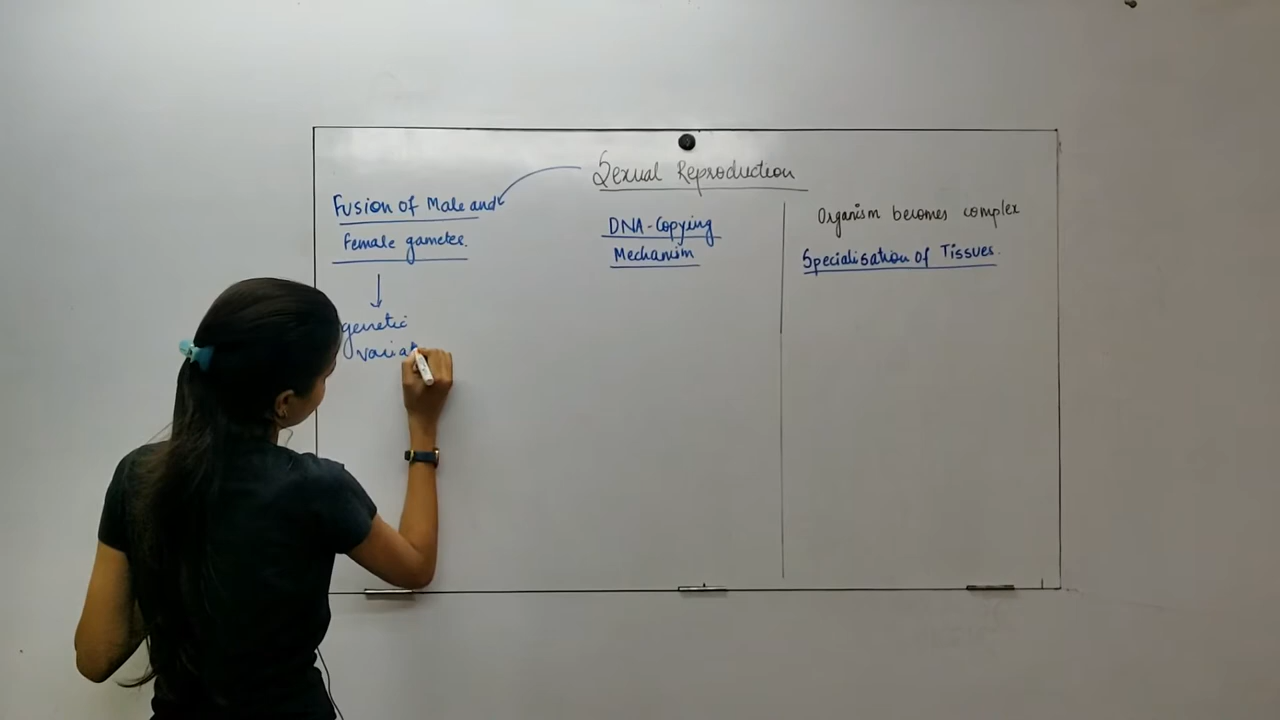 Sexual Reproduction
Fusion of Male and
Female gametes.
genetic
DNA-Copying
Mechanism
Organism becomes complex
Specialisation of Tissues.